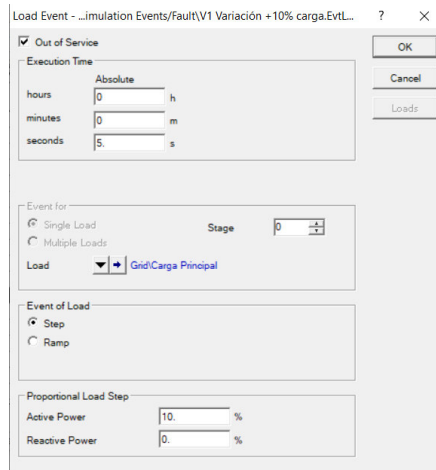 Load Event - ...imulation Events/Fault\V1 Variación +10% carga.EvtL... ? ×
Out of Service
OK
Execution Time
Absolute
Cancel
hours 0 h
Loads
minutes 0 m
seconds 5. s
Event for
Single Load Stage 0
Multiple Loads
Load Grid\Carga Principal
Event of Load
Step
Ramp
Proportional Load Step
Active Power 10. %
Reactive Power 0. %